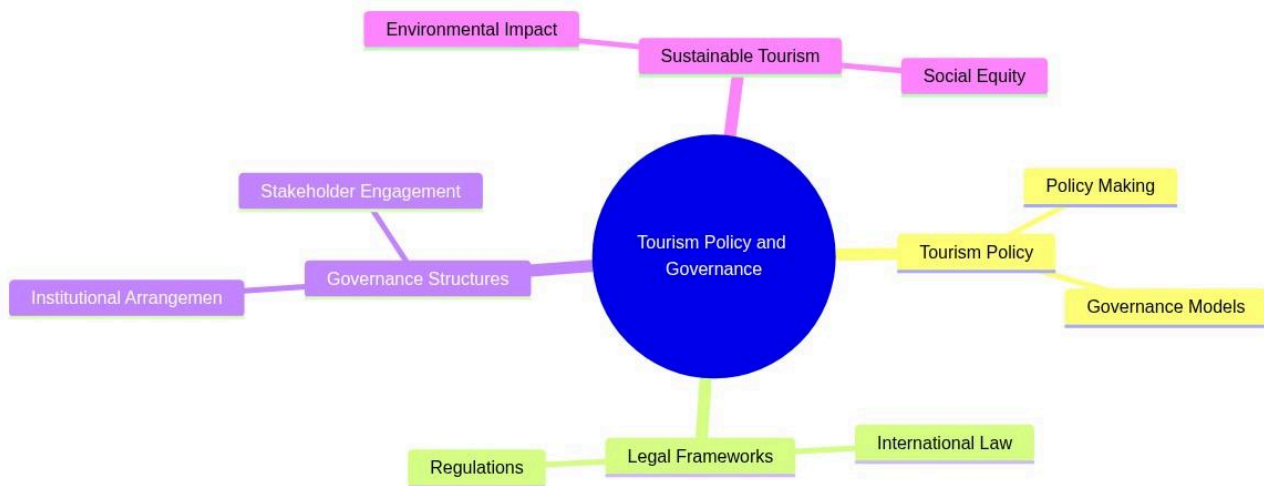 Environmental Impact
Sustainable Tourism
Social Equity
Stakeholder Engagement
Policy Making
Tourism Policy and
Governance
Tourism Policy
Governance Structures
Institutional Arrangemen
Governance Models
International Law
Legal Frameworks
Regulations